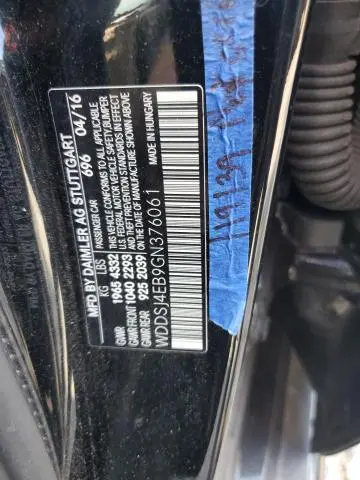 MFD BY DAIMLER AG STUTTGART
696 04/16
PASSENGER CAR
THIS VEHICLE CONFORMS TO ALL APPLICABLE
U.S. FEDERAL MOTOR VEHICLE SAFETY,BUMPER
AND THEFT PREVENTION STANDARDS IN EFFECT
ON THE DATE OF MANUFACTURE SHOWN ABOVE
KG LBS
GVWR 1965 4332
GAWR FRONT 1040 2293
GAWR REAR 925 2039
MADE IN HUNGARY
WDDSJ4EB9GN376061